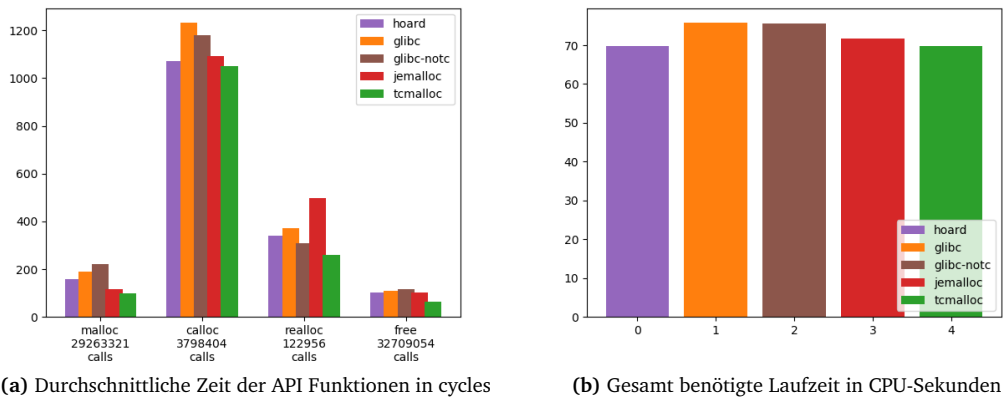 1200
1000
800
600
400
200
0
hoard
glibc
glibc-notc
jemalloc
tcmalloc
malloc
29263321
calls
calloc
3798404
calls
realloc
122956
calls
free
32709054
calls
(a) Durchschnittliche Zeit der API Funktionen in cycles
70
60
50
40
30
20
10
0
hoard
glibc
glibc-notc
jemalloc
tcmalloc
0 1 2 3 4
(b) Gesamt benötigte Laufzeit in CPU-Sekunden